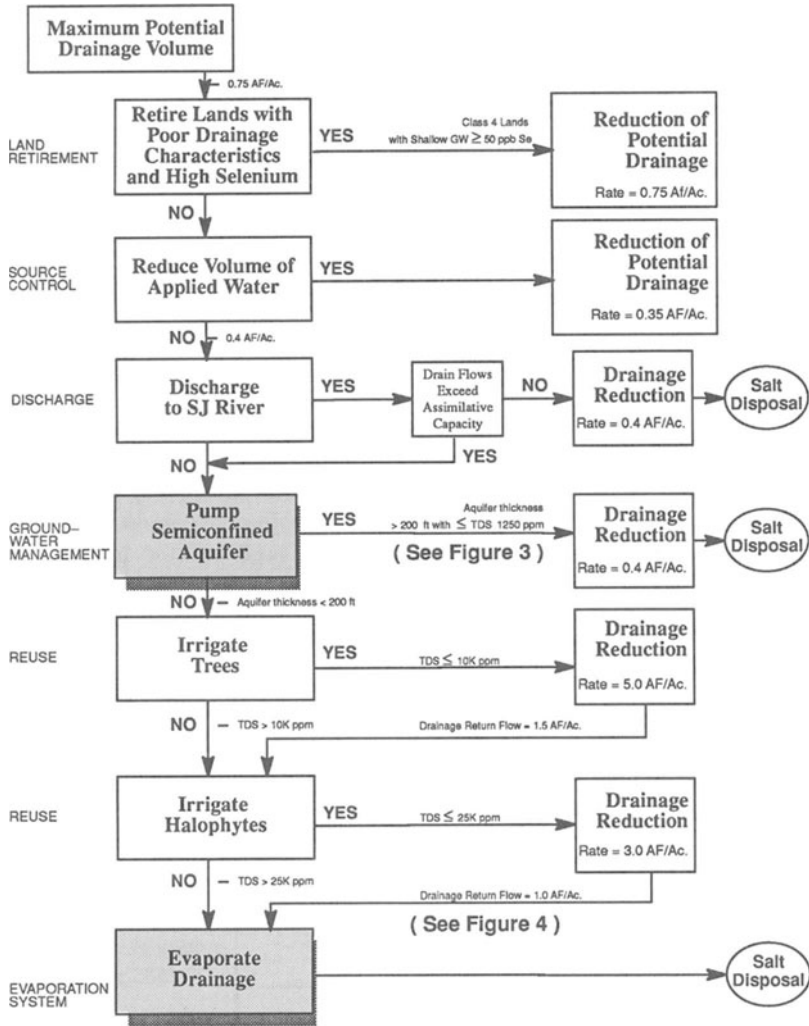 Maximum Potential
Drainage Volume
0.75 AF/Ac.
LAND
RETIREMENT
Retire Lands with
Poor Drainage
Characteristics
and High Selenium
YES
Class 4 Lands
with Shallow GW ≥ 50 ppb Se
Reduction of
Potential
Drainage
Rate = 0.75 Af/Ac.
NO
SOURCE
CONTROL
Reduce Volume of
Applied Water
YES
Reduction of
Potential
Drainage
Rate = 0.35 AF/Ac.
NO
0.4 AF/Ac.
DISCHARGE
Discharge
to SJ River
YES
Drain Flows
Exceed
Assimilative
Capacity
NO
Drainage
Reduction
Rate = 0.4 AF/Ac.
Salt
Disposal
YES
NO
GROUND–
WATER
MANAGEMENT
Pump
Semiconfined
Aquifer
YES
Aquifer thickness
> 200 ft with ≤ TDS 1250 ppm
( See Figure 3 )
Drainage
Reduction
Rate = 0.4 AF/Ac.
Salt
Disposal
NO
Aquifer thickness < 200 ft
REUSE
Irrigate
Trees
YES
TDS ≤ 10K ppm
Drainage
Reduction
Rate = 5.0 AF/Ac.
NO
TDS > 10K ppm
Drainage Return Flow = 1.5 AF/Ac.
REUSE
Irrigate
Halophytes
YES
TDS ≤ 25K ppm
Drainage
Reduction
Rate = 3.0 AF/Ac.
NO
TDS > 25K ppm
Drainage Return Flow = 1.0 AF/Ac.
( See Figure 4 )
EVAPORATION
SYSTEM
Evaporate
Drainage
Salt
Disposal